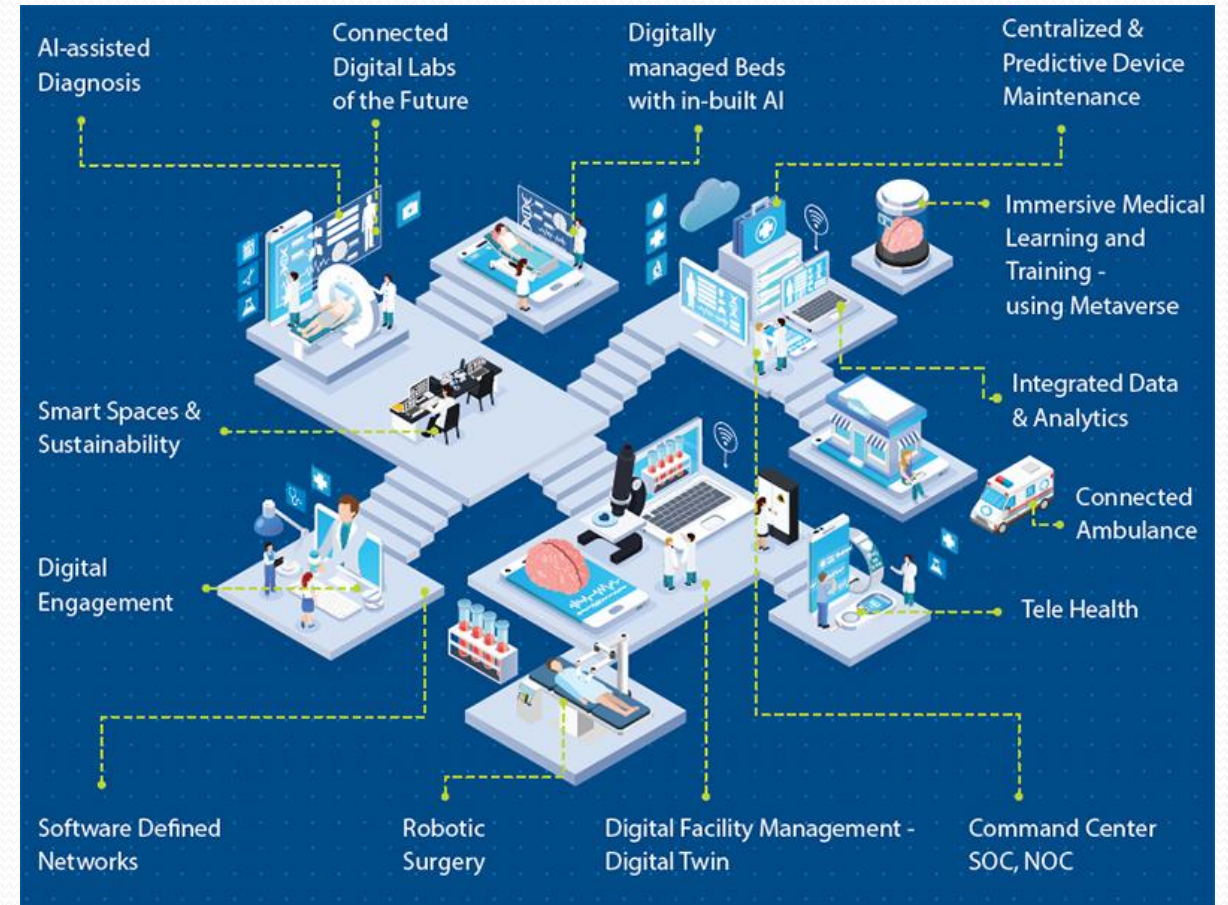 AI-assisted
Diagnosis
Connected
Digital Labs
of the Future
Digitally
managed Beds
with in-built AI
Centralized &
Predictive Device
Maintenance
Immersive Medical
Learning and
Training -
using Metaverse
Integrated Data
& Analytics
Smart Spaces &
Sustainability
Connected
Ambulance
Digital
Engagement
Tele Health
Software Defined
Networks
Robotic
Surgery
Digital Facility Management -
Digital Twin
Command Center
SOC, NOC